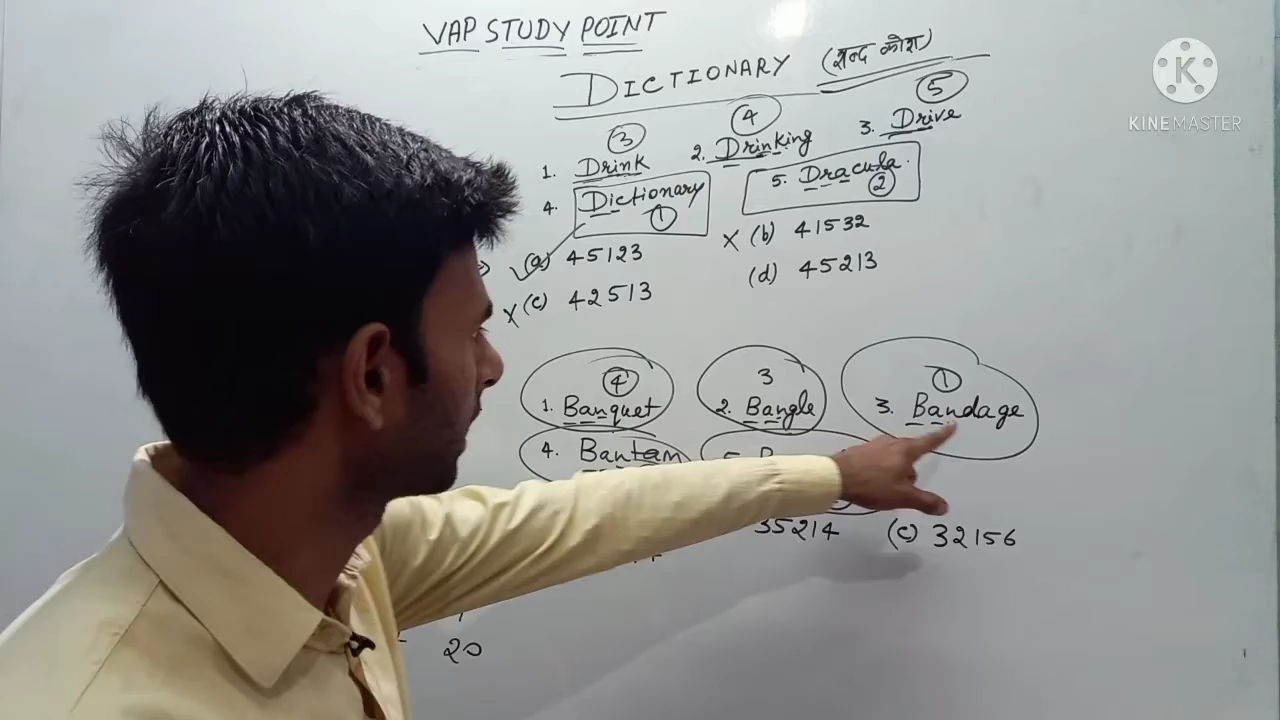 VAP STUDY POINT
DICTIONARY (शब्द कोश)
KINEMASTER
③ ④ ⑤
1. Drink 2. Drinking 3. Drive
4. Dictionary ① 5. Dracula. ②
(a) 45123 X (b) 41532
X (c) 42513 (d) 45213
④ 3 ①
1. Banquet 2. Bangle 3. Bandage
4. Bantam 5.
35214 (c) 32156
20